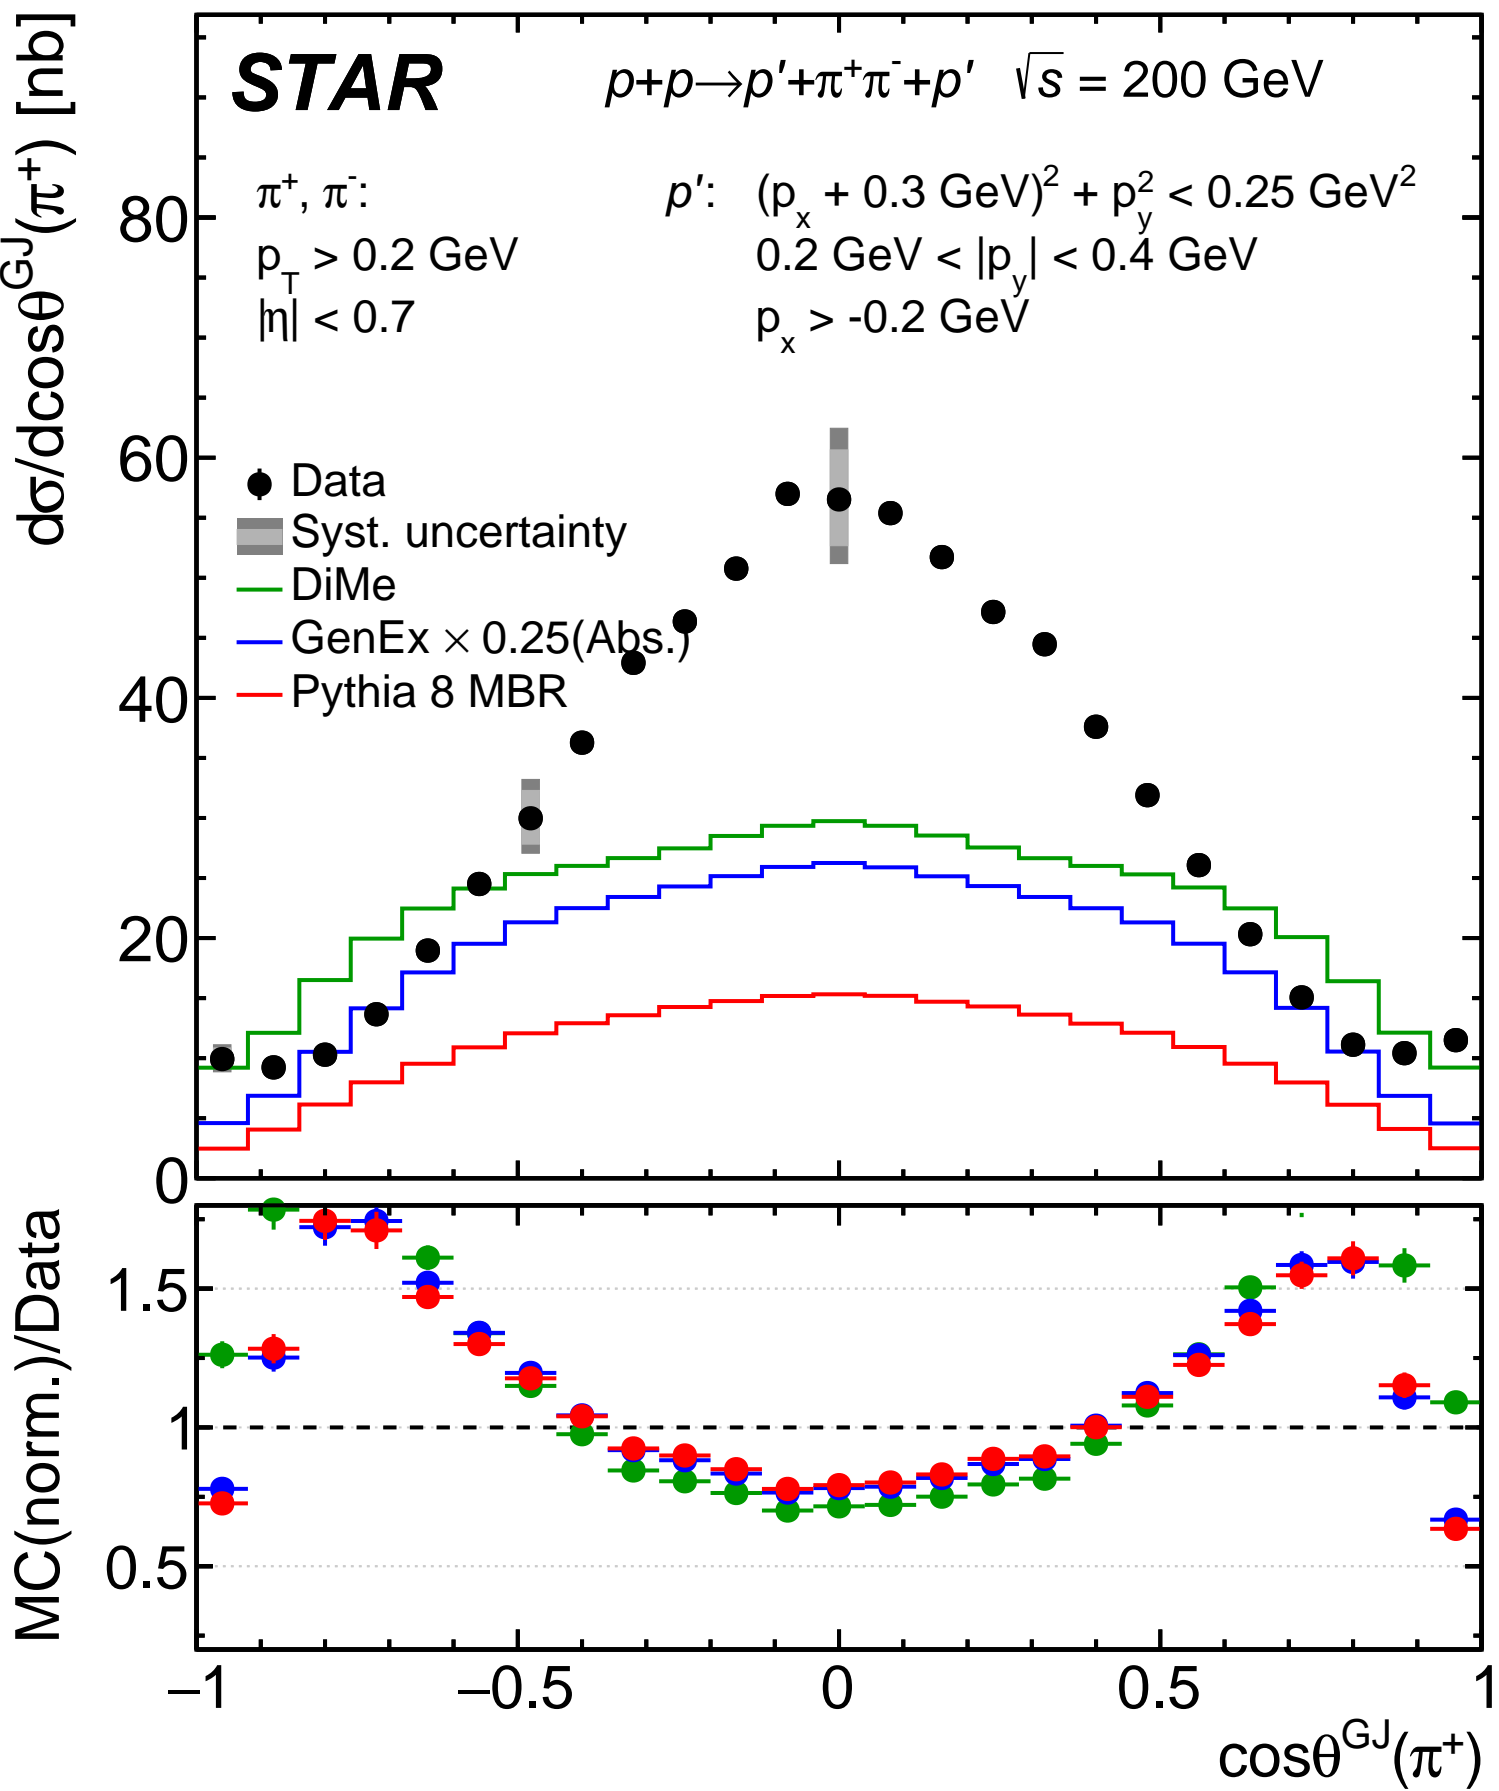 STAR p+p→p′+π⁺π⁻+p′ √s = 200 GeV
π⁺, π⁻: p′: (pₓ + 0.3 GeV)² + p_y² < 0.25 GeV²
p_T > 0.2 GeV 0.2 GeV < |p_y| < 0.4 GeV
|η| < 0.7 pₓ > -0.2 GeV
dσ/dcosθ^GJ(π⁺) [nb]
80
60
40
20
0
Data
Syst. uncertainty
DiMe
GenEx × 0.25(Abs.)
Pythia 8 MBR
MC(norm.)/Data
1.5
1
0.5
−1 −0.5 0 0.5 1
cosθ^GJ(π⁺)